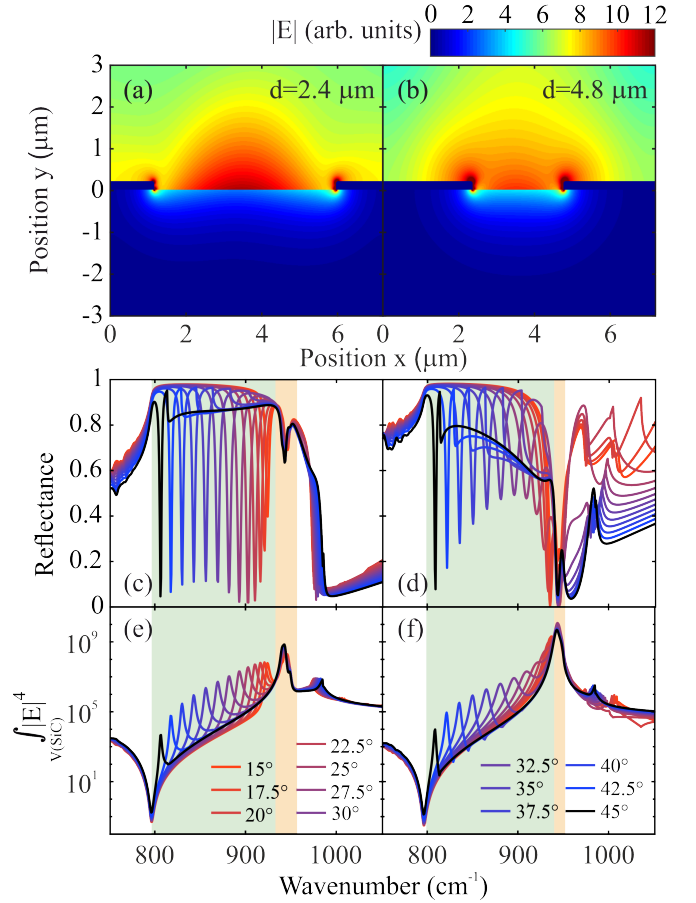 |E| (arb. units)
0 2 4 6 8 10 12
(a) d=2.4 μm
(b) d=4.8 μm
Position y (μm)
3
2
1
0
-1
-2
-3
0 2 4 6 0 2 4 6
Position x (μm)
Reflectance
1
0.8
0.6
0.4
0.2
0
(c)
(d)
(e)
(f)
∫|E|⁴
V(SiC)
10⁹
10⁵
10¹
15°
17.5°
20°
22.5°
25°
27.5°
30°
32.5°
35°
37.5°
40°
42.5°
45°
800 900 1000 800 900 1000
Wavenumber (cm⁻¹)